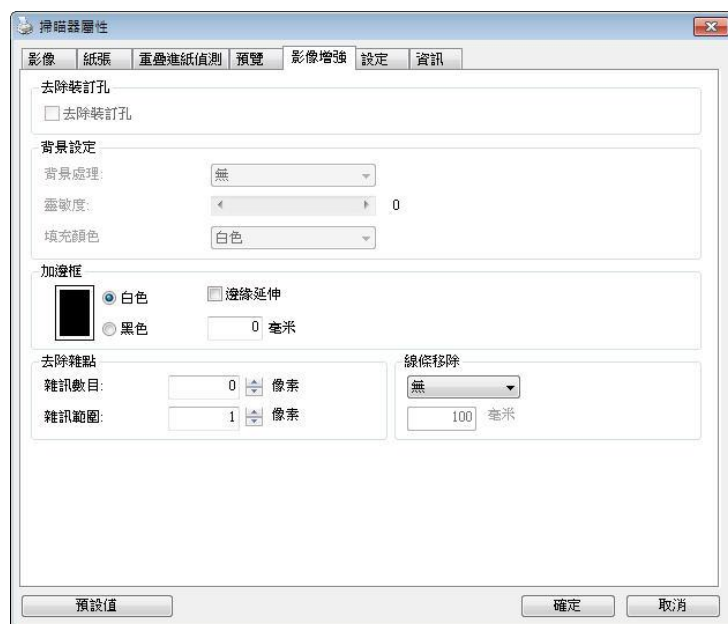 掃瞄器屬性
影像 紙張 重疊進紙偵測 預覽 影像增強 設定 資訊
去除裝訂孔
去除裝訂孔
背景設定
背景處理: 無
靈敏度: 0
填充顏色 白色
加邊框
白色 邊緣延伸
黑色 0 毫米
去除雜點 線條移除
雜訊數目: 0 像素 無
雜訊範圍: 1 像素 100 毫米
預設值 確定 取消